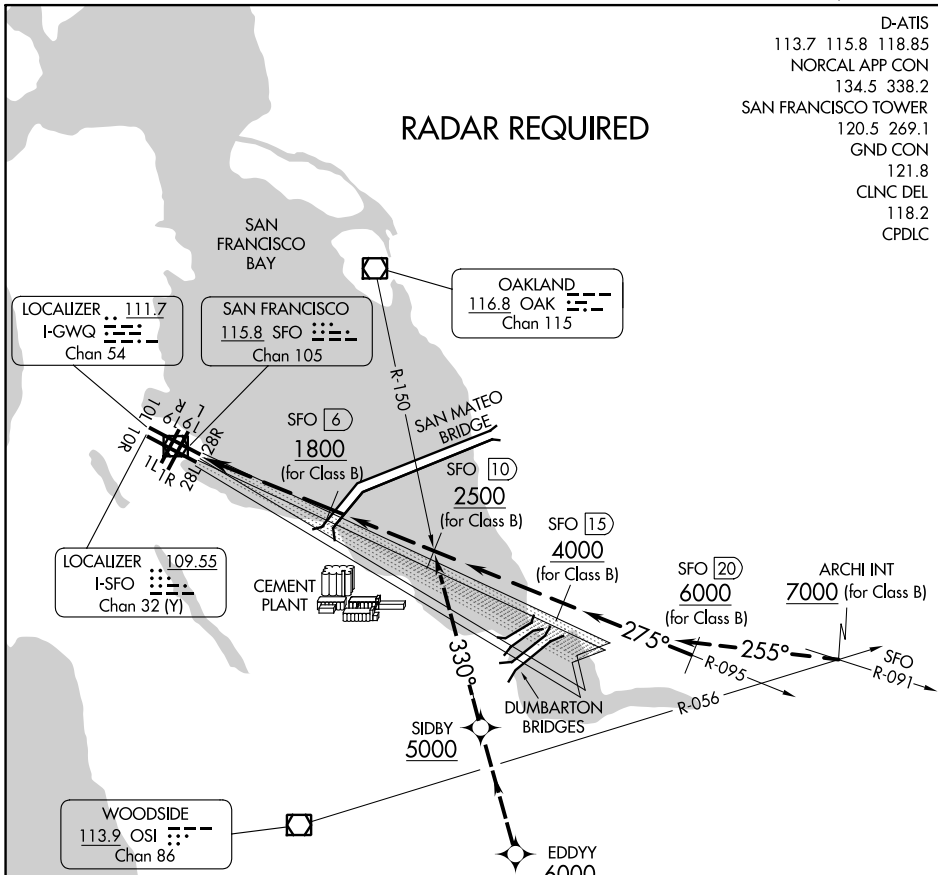 D-ATIS
113.7 115.8 118.85
NORCAL APP CON
134.5 338.2
SAN FRANCISCO TOWER
120.5 269.1
GND CON
121.8
CLNC DEL
118.2
CPDLC
RADAR REQUIRED
SAN
FRANCISCO
BAY
OAKLAND
116.8 OAK
Chan 115
LOCALIZER 111.7
I-GWQ
Chan 54
SAN FRANCISCO
115.8 SFO
Chan 105
R-150
SAN MATEO
BRIDGE
SFO 6
1800
(for Class B)
10L
10R
19L
19R
28R
28L
1L
1R
SFO 10
2500
(for Class B)
SFO 15
4000
(for Class B)
SFO 20
6000
(for Class B)
ARCHI INT
7000 (for Class B)
LOCALIZER 109.55
I-SFO
Chan 32 (Y)
CEMENT
PLANT
275°
R-095
255°
SFO
R-091
330°
R-056
DUMBARTON
BRIDGES
SIDBY
5000
WOODSIDE
113.9 OSI
Chan 86
EDDYY
6000